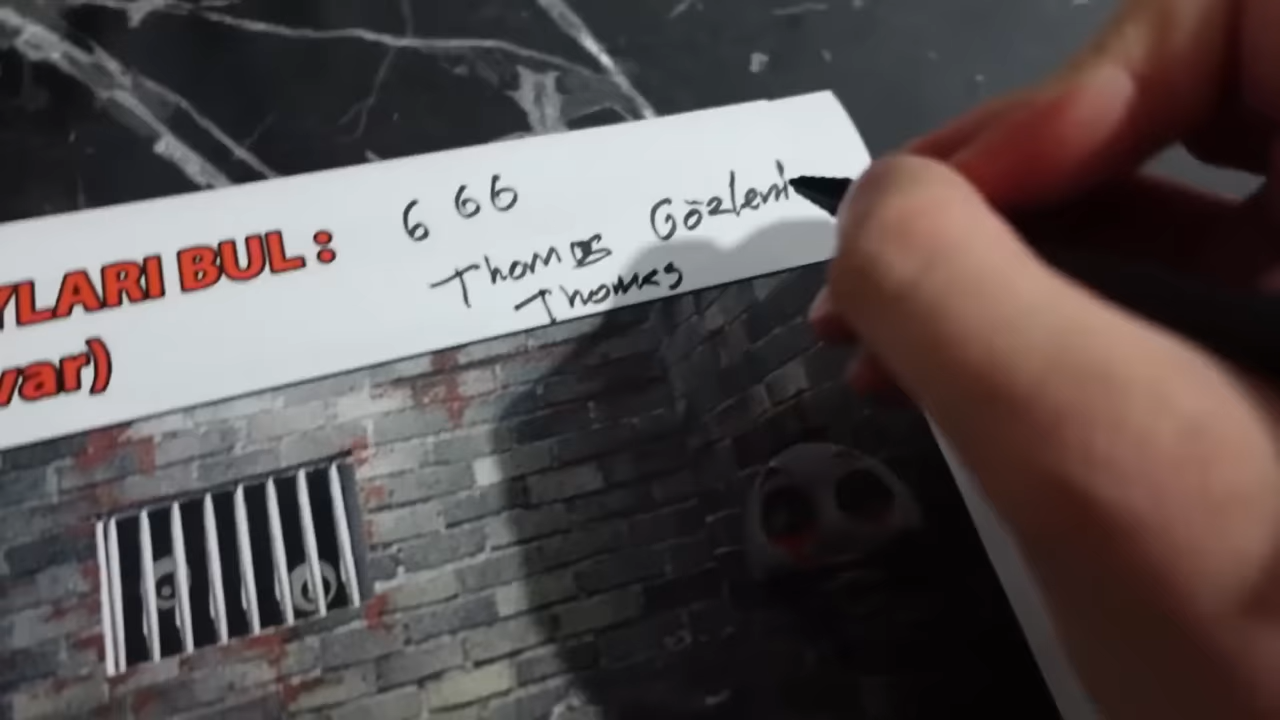 YLARI BUL :
var)
6 66
Thomas Gözleri
Thomas